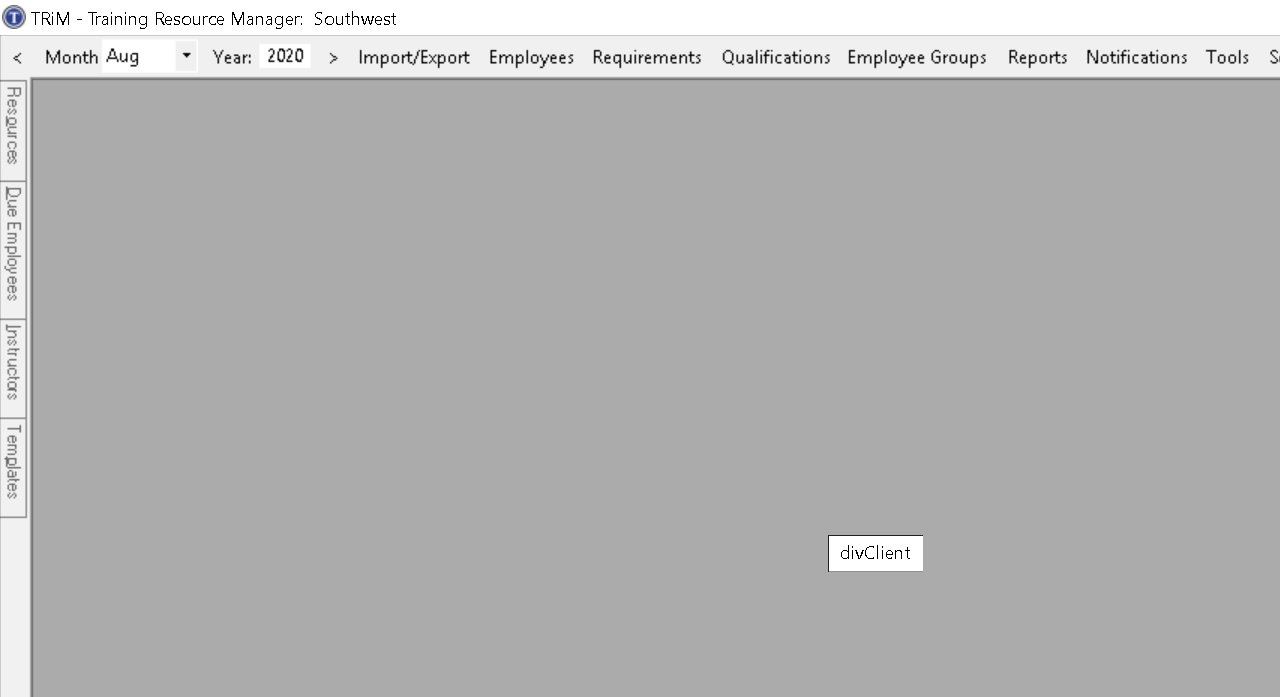 TRiM - Training Resource Manager: Southwest
< Month Aug Year: 2020 > Import/Export Employees Requirements Qualifications Employee Groups Reports Notifications Tools S
Resources
Due Employees
Instructors
Templates
divClient